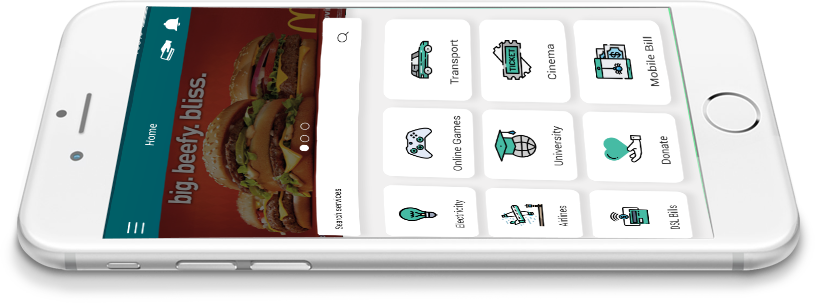 Home
big. beefy. bliss.
Search services
Electricity
Online Games
Transport
TICKET
Airlines
University
Cinema
DSL Bills
Donate
Mobile Bill